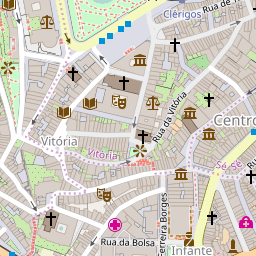 Clérigos
Rua de
Rua da Vitória
Centro
Vitória
Vitória
Sé
Rua da Bolsa
Ferreira Borges
Infante